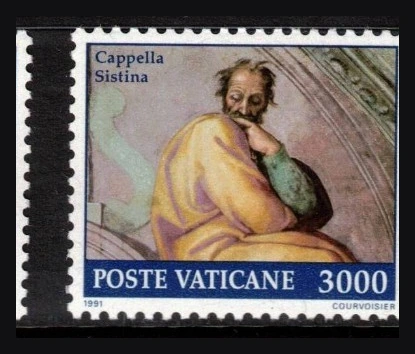 Cappella
Sistina
POSTE VATICANE 3000
1991 COURVOISIER